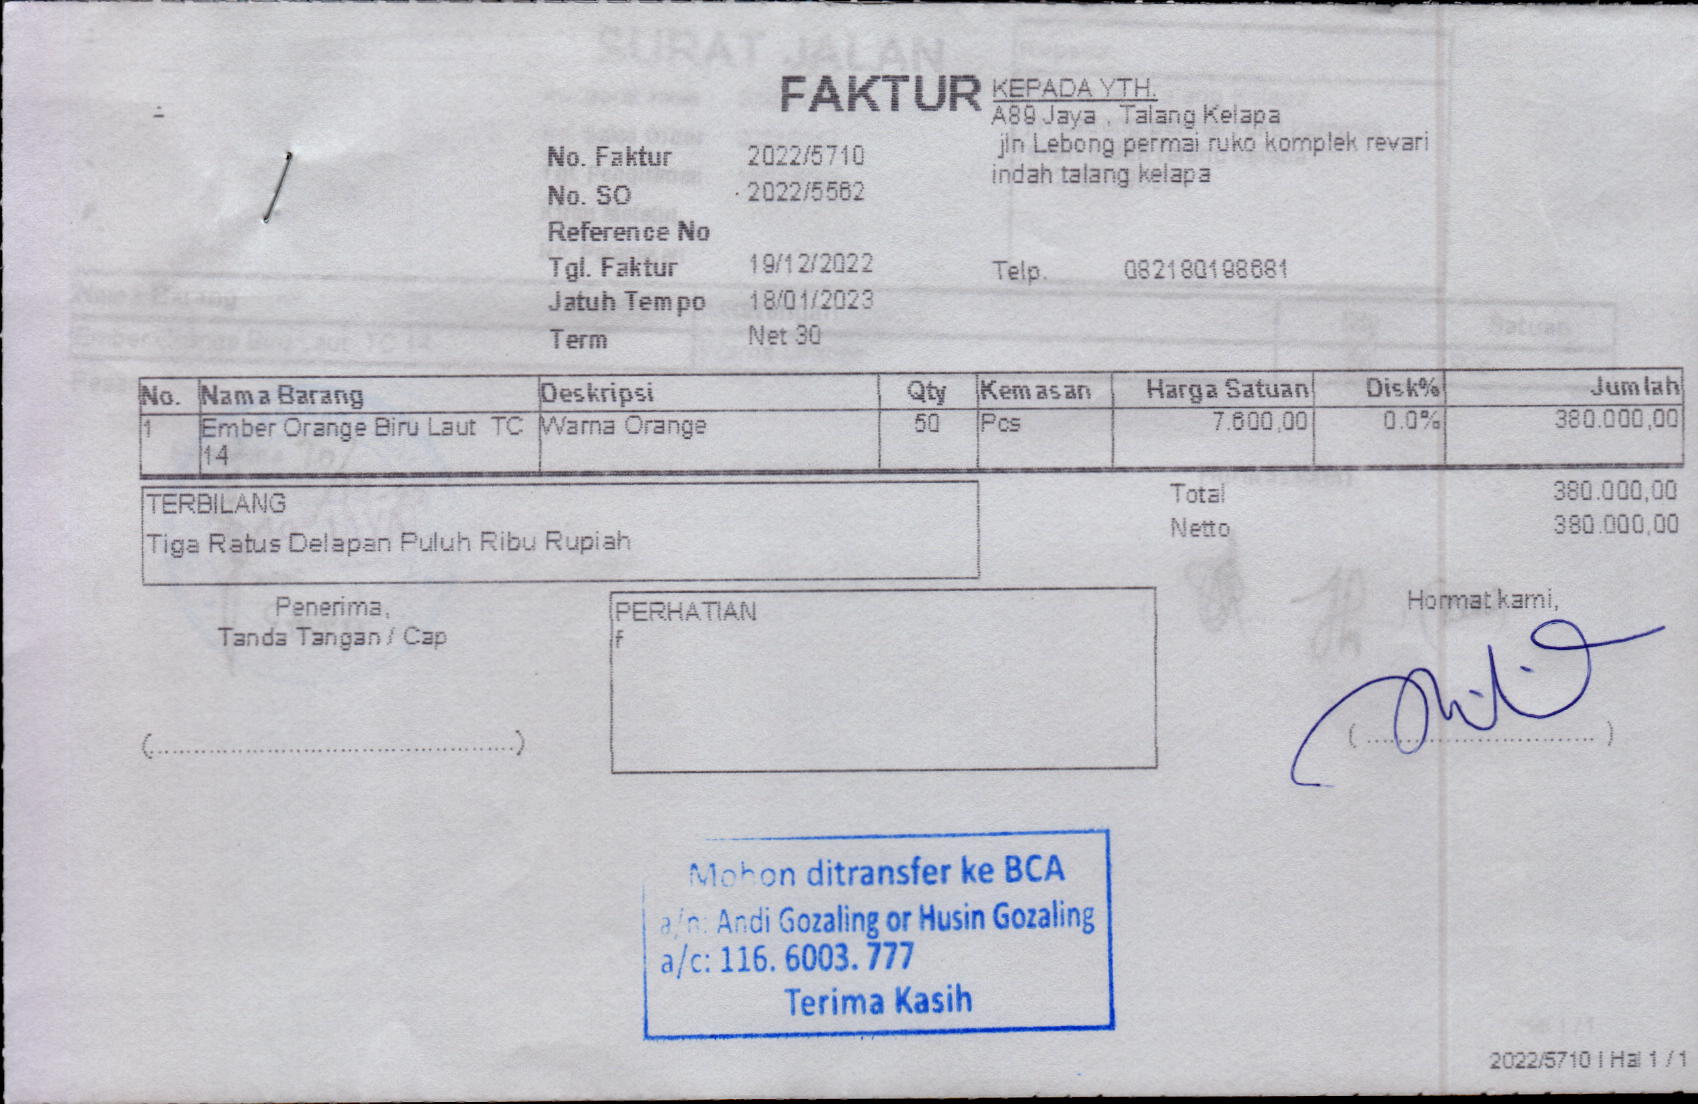 FAKTUR
KEPADA YTH.
A89 Jaya , Talang Kelapa
jln Lebong permai ruko komplek revari
indah talang kelapa
Telp. 082180198681
No. Faktur 2022/5710
No. SO 2022/5562
Reference No
Tgl. Faktur 19/12/2022
Jatuh Tempo 18/01/2023
Term Net 30
No. Nama Barang Deskripsi Qty Kemasan Harga Satuan Disk% Jumlah
1 Ember Orange Biru Laut TC Warna Orange 50 Pcs 7.600,00 0.0% 380.000,00
14
TERBILANG
Tiga Ratus Delapan Puluh Ribu Rupiah
Total 380.000,00
Netto 380.000,00
Penerima,
Tanda Tangan / Cap
PERHATIAN
f
Hormat kami,
Mohon ditransfer ke BCA
a/n: Andi Gozaling or Husin Gozaling
a/c: 116. 6003. 777
Terima Kasih
2022/5710 | Hal 1 / 1
SURAT JALAN